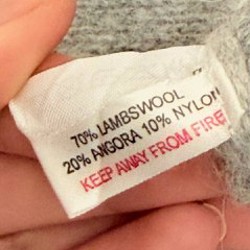 70% LAMBSWOOL
20% ANGORA 10% NYLON
KEEP AWAY FROM FIRE